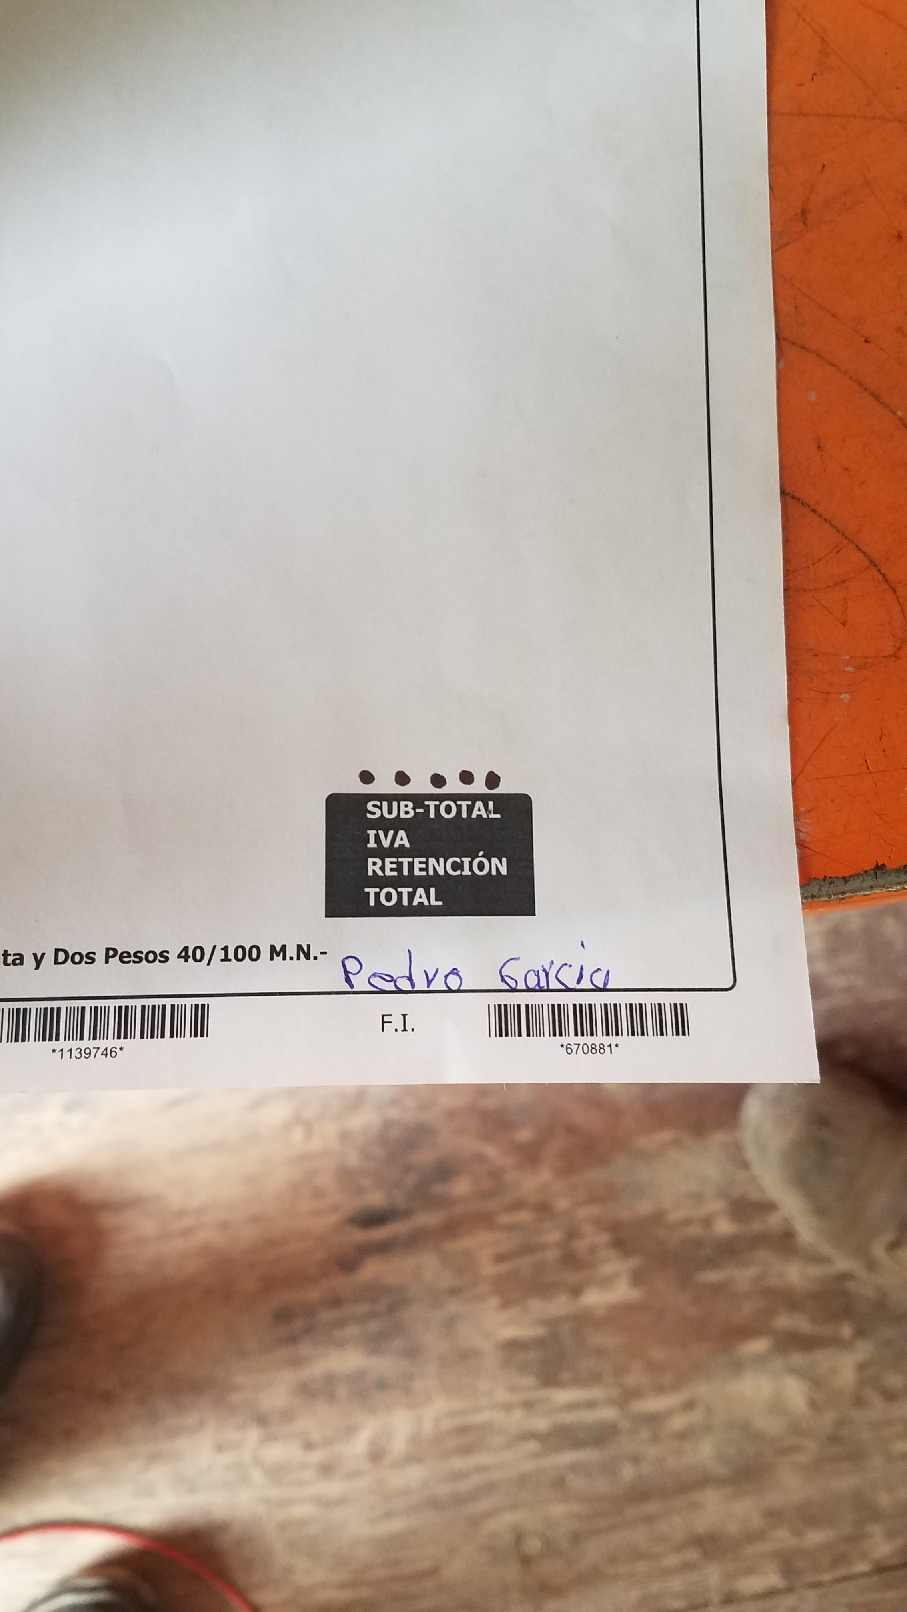 SUB-TOTAL
IVA
RETENCIÓN
TOTAL
ta y Dos Pesos 40/100 M.N.-
Pedro Garcia
F.I.
*1139746*
*670881*